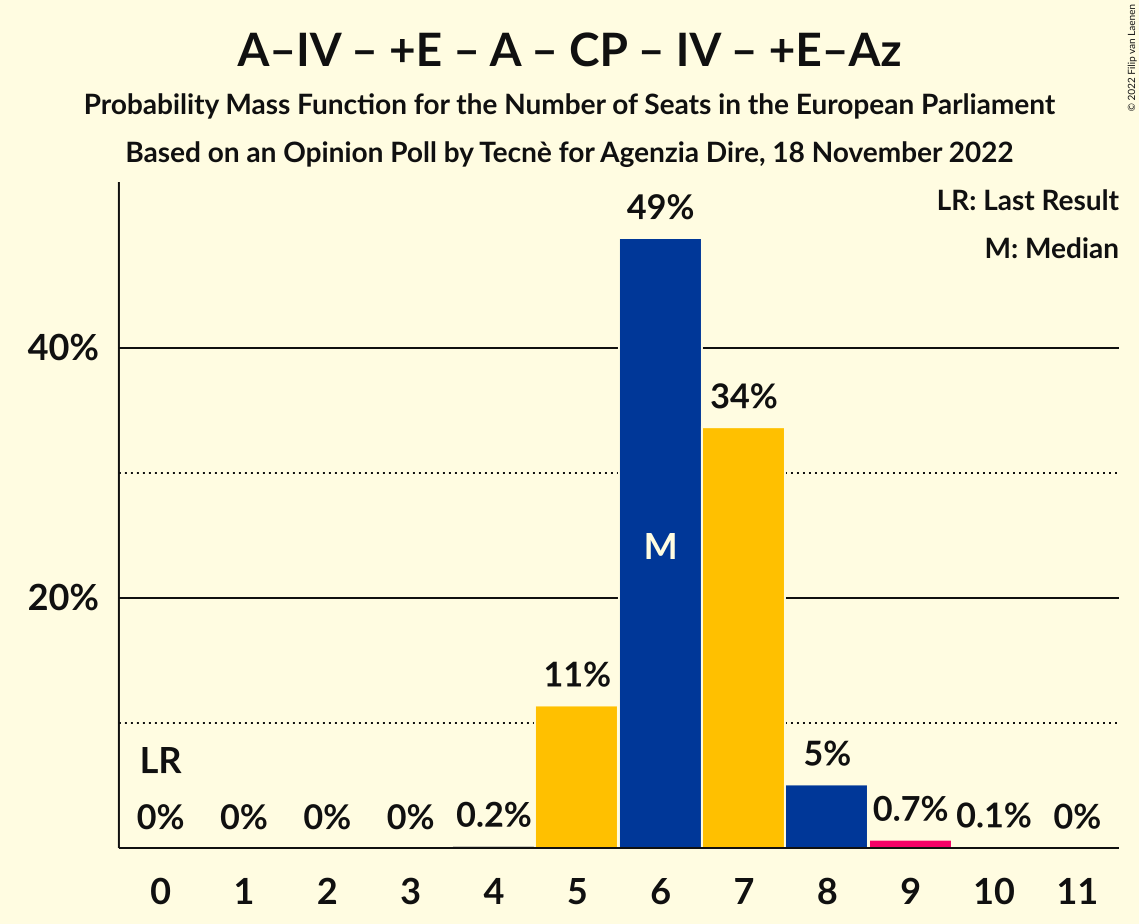 A–IV – +E – A – CP – IV – +E–Az
Probability Mass Function for the Number of Seats in the European Parliament
Based on an Opinion Poll by Tecnè for Agenzia Dire, 18 November 2022
© 2022 Filip van Laenen
LR: Last Result
M: Median
49%
40%
34%
M
20%
11%
LR
5%
0% 0% 0% 0% 0.2% 0.7% 0.1% 0%
0 1 2 3 4 5 6 7 8 9 10 11